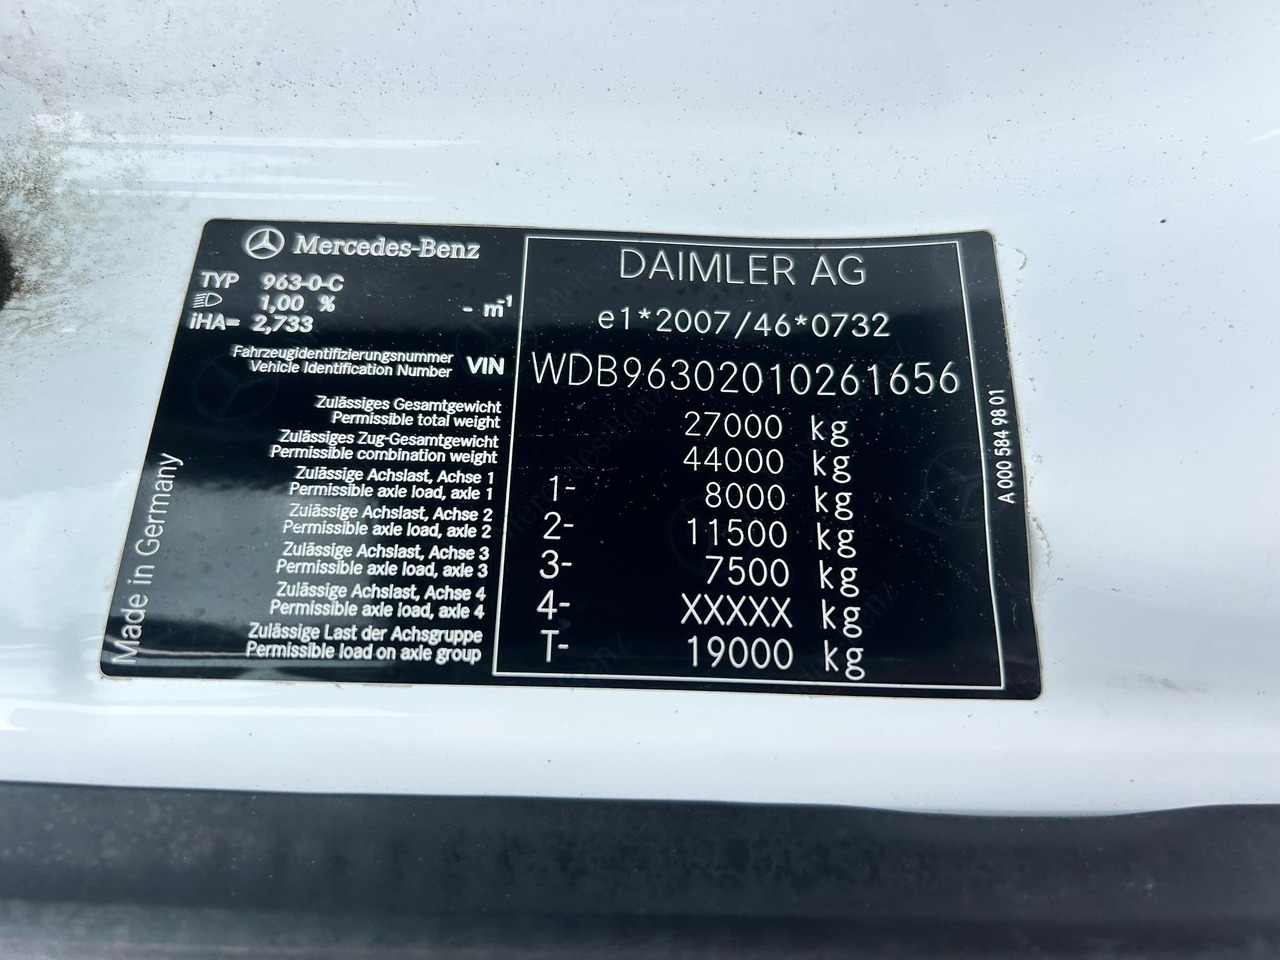 Mercedes-Benz
TYP 963-0-C
1,00 % - m⁻¹
iHA= 2,733
DAIMLER AG
e1*2007/46*0732
Fahrzeugidentifizierungsnummer
Vehicle Identification Number VIN WDB96302010261656
Zulässiges Gesamtgewicht
Permissible total weight 27000 kg
Zulässiges Zug-Gesamtgewicht
Permissible combination weight 44000 kg
Zulässige Achslast, Achse 1
Permissible axle load, axle 1 1- 8000 kg
Zulässige Achslast, Achse 2
Permissible axle load, axle 2 2- 11500 kg
Zulässige Achslast, Achse 3
Permissible axle load, axle 3 3- 7500 kg
Zulässige Achslast, Achse 4
Permissible axle load, axle 4 4- XXXXX kg
Zulässige Last der Achsgruppe
Permissible load on axle group T- 19000 kg
Made in Germany
A 000 584 98 01